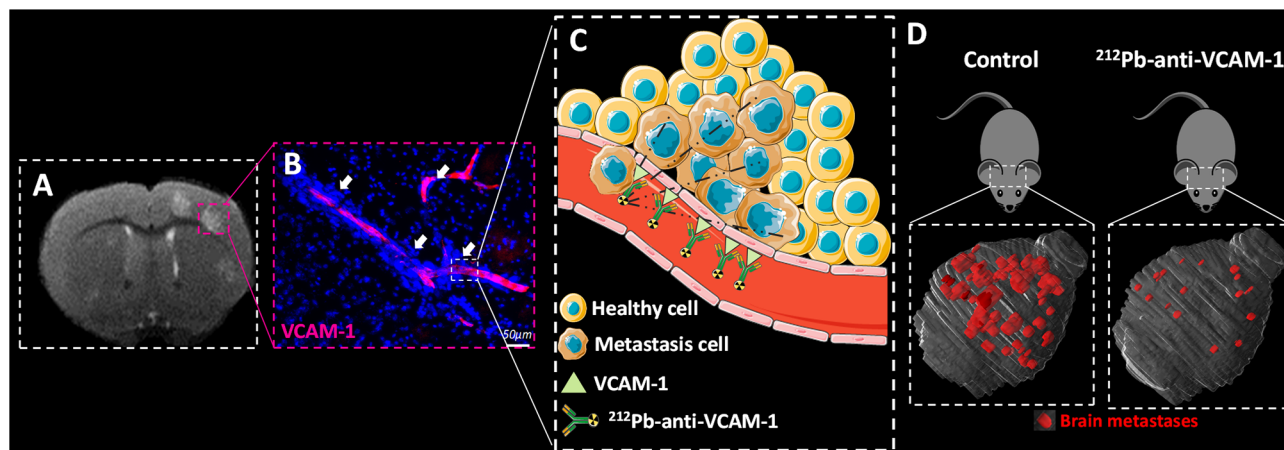 A
B
VCAM-1
50μm
C
Healthy cell
Metastasis cell
VCAM-1
²¹²Pb-anti-VCAM-1
D
Control
²¹²Pb-anti-VCAM-1
Brain metastases